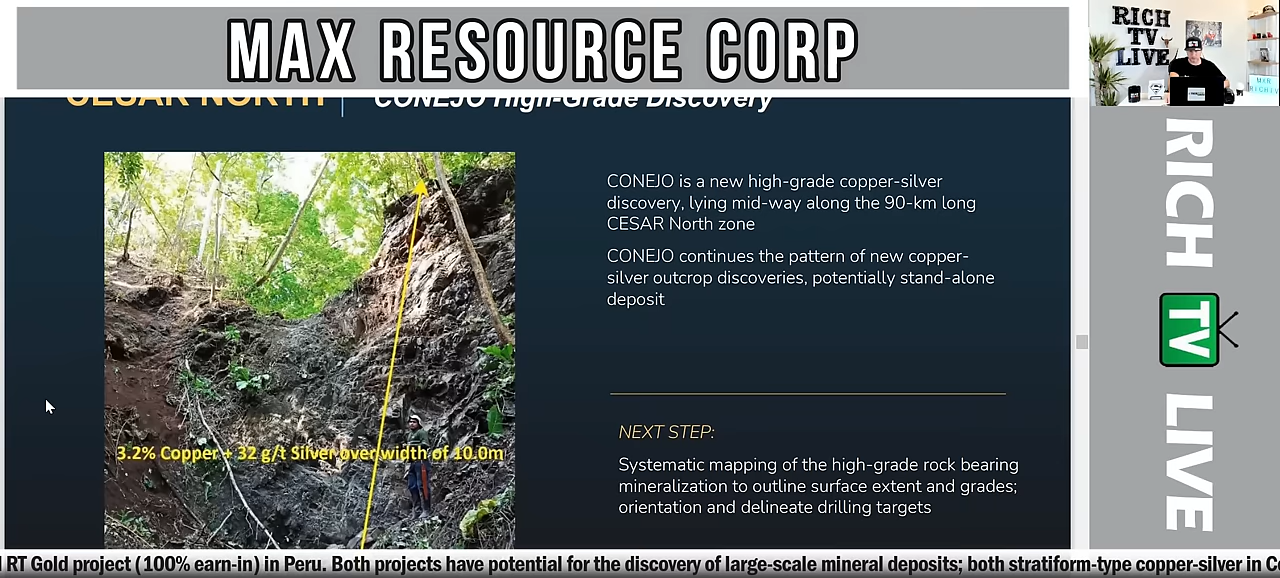 MAX RESOURCE CORP
RICH
TV
LIVE
CESAR NORTH | CONEJO High-Grade Discovery
CONEJO is a new high-grade copper-silver
discovery, lying mid-way along the 90-km long
CESAR North zone
CONEJO continues the pattern of new copper-
silver outcrop discoveries, potentially stand-alone
deposit
3.2% Copper + 32 g/t Silver over width of 10.0m
NEXT STEP:
Systematic mapping of the high-grade rock bearing
mineralization to outline surface extent and grades;
orientation and delineate drilling targets
RICH TV LIVE
RT Gold project (100% earn-in) in Peru. Both projects have potential for the discovery of large-scale mineral deposits; both stratiform-type copper-silver in